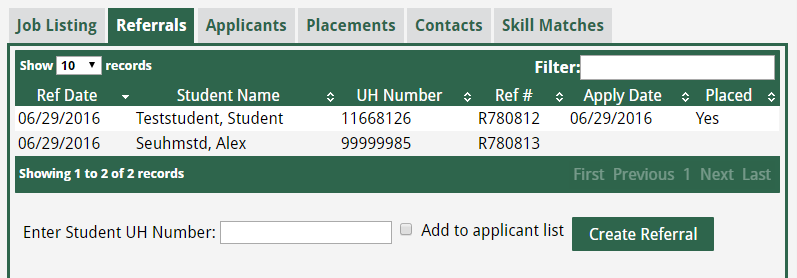 Job Listing Referrals Applicants Placements Contacts Skill Matches
Show 10 records Filter:
Ref Date Student Name UH Number Ref # Apply Date Placed
06/29/2016 Teststudent, Student 11668126 R780812 06/29/2016 Yes
06/29/2016 Seuhmstd, Alex 99999985 R780813
Showing 1 to 2 of 2 records First Previous 1 Next Last
Enter Student UH Number: Add to applicant list Create Referral